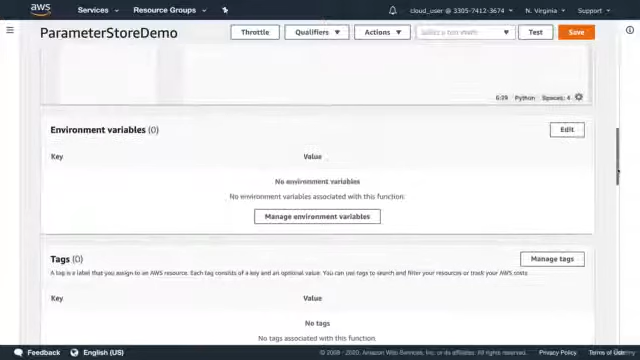 aws Services Resource Groups cloud_user @ 3305-7412-3674 N. Virginia Support
ParameterStoreDemo Throttle Qualifiers Actions Select a test event Test Save
6:39 Python Spaces: 4
Environment variables (0) Edit
Key Value
No environment variables
No environment variables associated with this function.
Manage environment variables
Tags (0) Manage tags
A tag is a label that you assign to an AWS resource. Each tag consists of a key and an optional value. You can use tags to search and filter your resources or track your AWS costs.
Key Value
No tags
No tags associated with this function.
Feedback English (US) © 2008 - 2020, Amazon Web Services, Inc. or its affiliates. All rights reserved. Privacy Policy Terms of Use